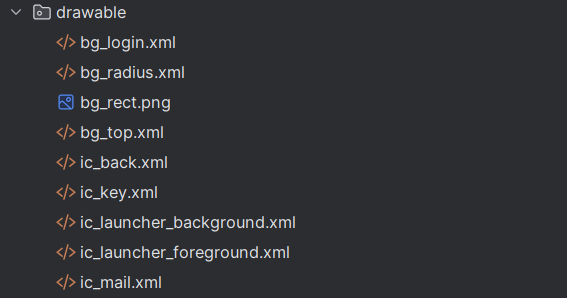 drawable
bg_login.xml
bg_radius.xml
bg_rect.png
bg_top.xml
ic_back.xml
ic_key.xml
ic_launcher_background.xml
ic_launcher_foreground.xml
ic_mail.xml